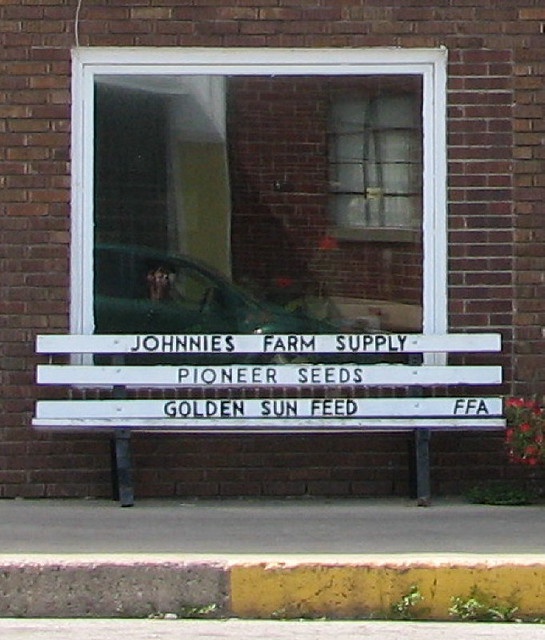 JOHNNIES FARM SUPPLY
PIONEER SEEDS
GOLDEN SUN FEED FFA